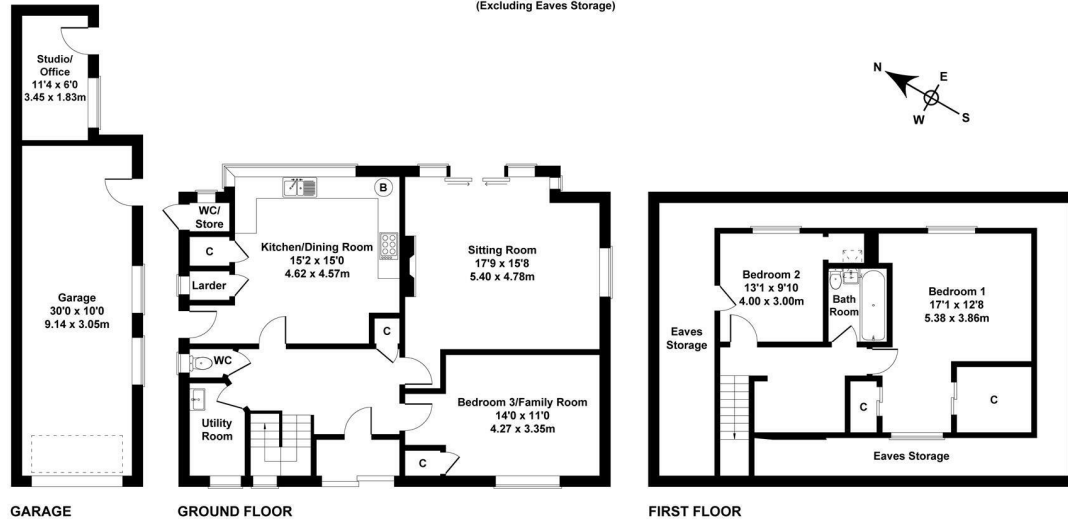 (Excluding Eaves Storage)
Studio/
Office
11'4 x 6'0
3.45 x 1.83m
N
E
W
S
Garage
30'0 x 10'0
9.14 x 3.05m
WC/
Store
C
Larder
Kitchen/Dining Room
15'2 x 15'0
4.62 x 4.57m
B
Sitting Room
17'9 x 15'8
5.40 x 4.78m
C
WC
Utility
Room
Bedroom 3/Family Room
14'0 x 11'0
4.27 x 3.35m
C
Bedroom 2
13'1 x 9'10
4.00 x 3.00m
Bath
Room
Bedroom 1
17'1 x 12'8
5.38 x 3.86m
Eaves
Storage
C
C
Eaves Storage
GARAGE
GROUND FLOOR
FIRST FLOOR